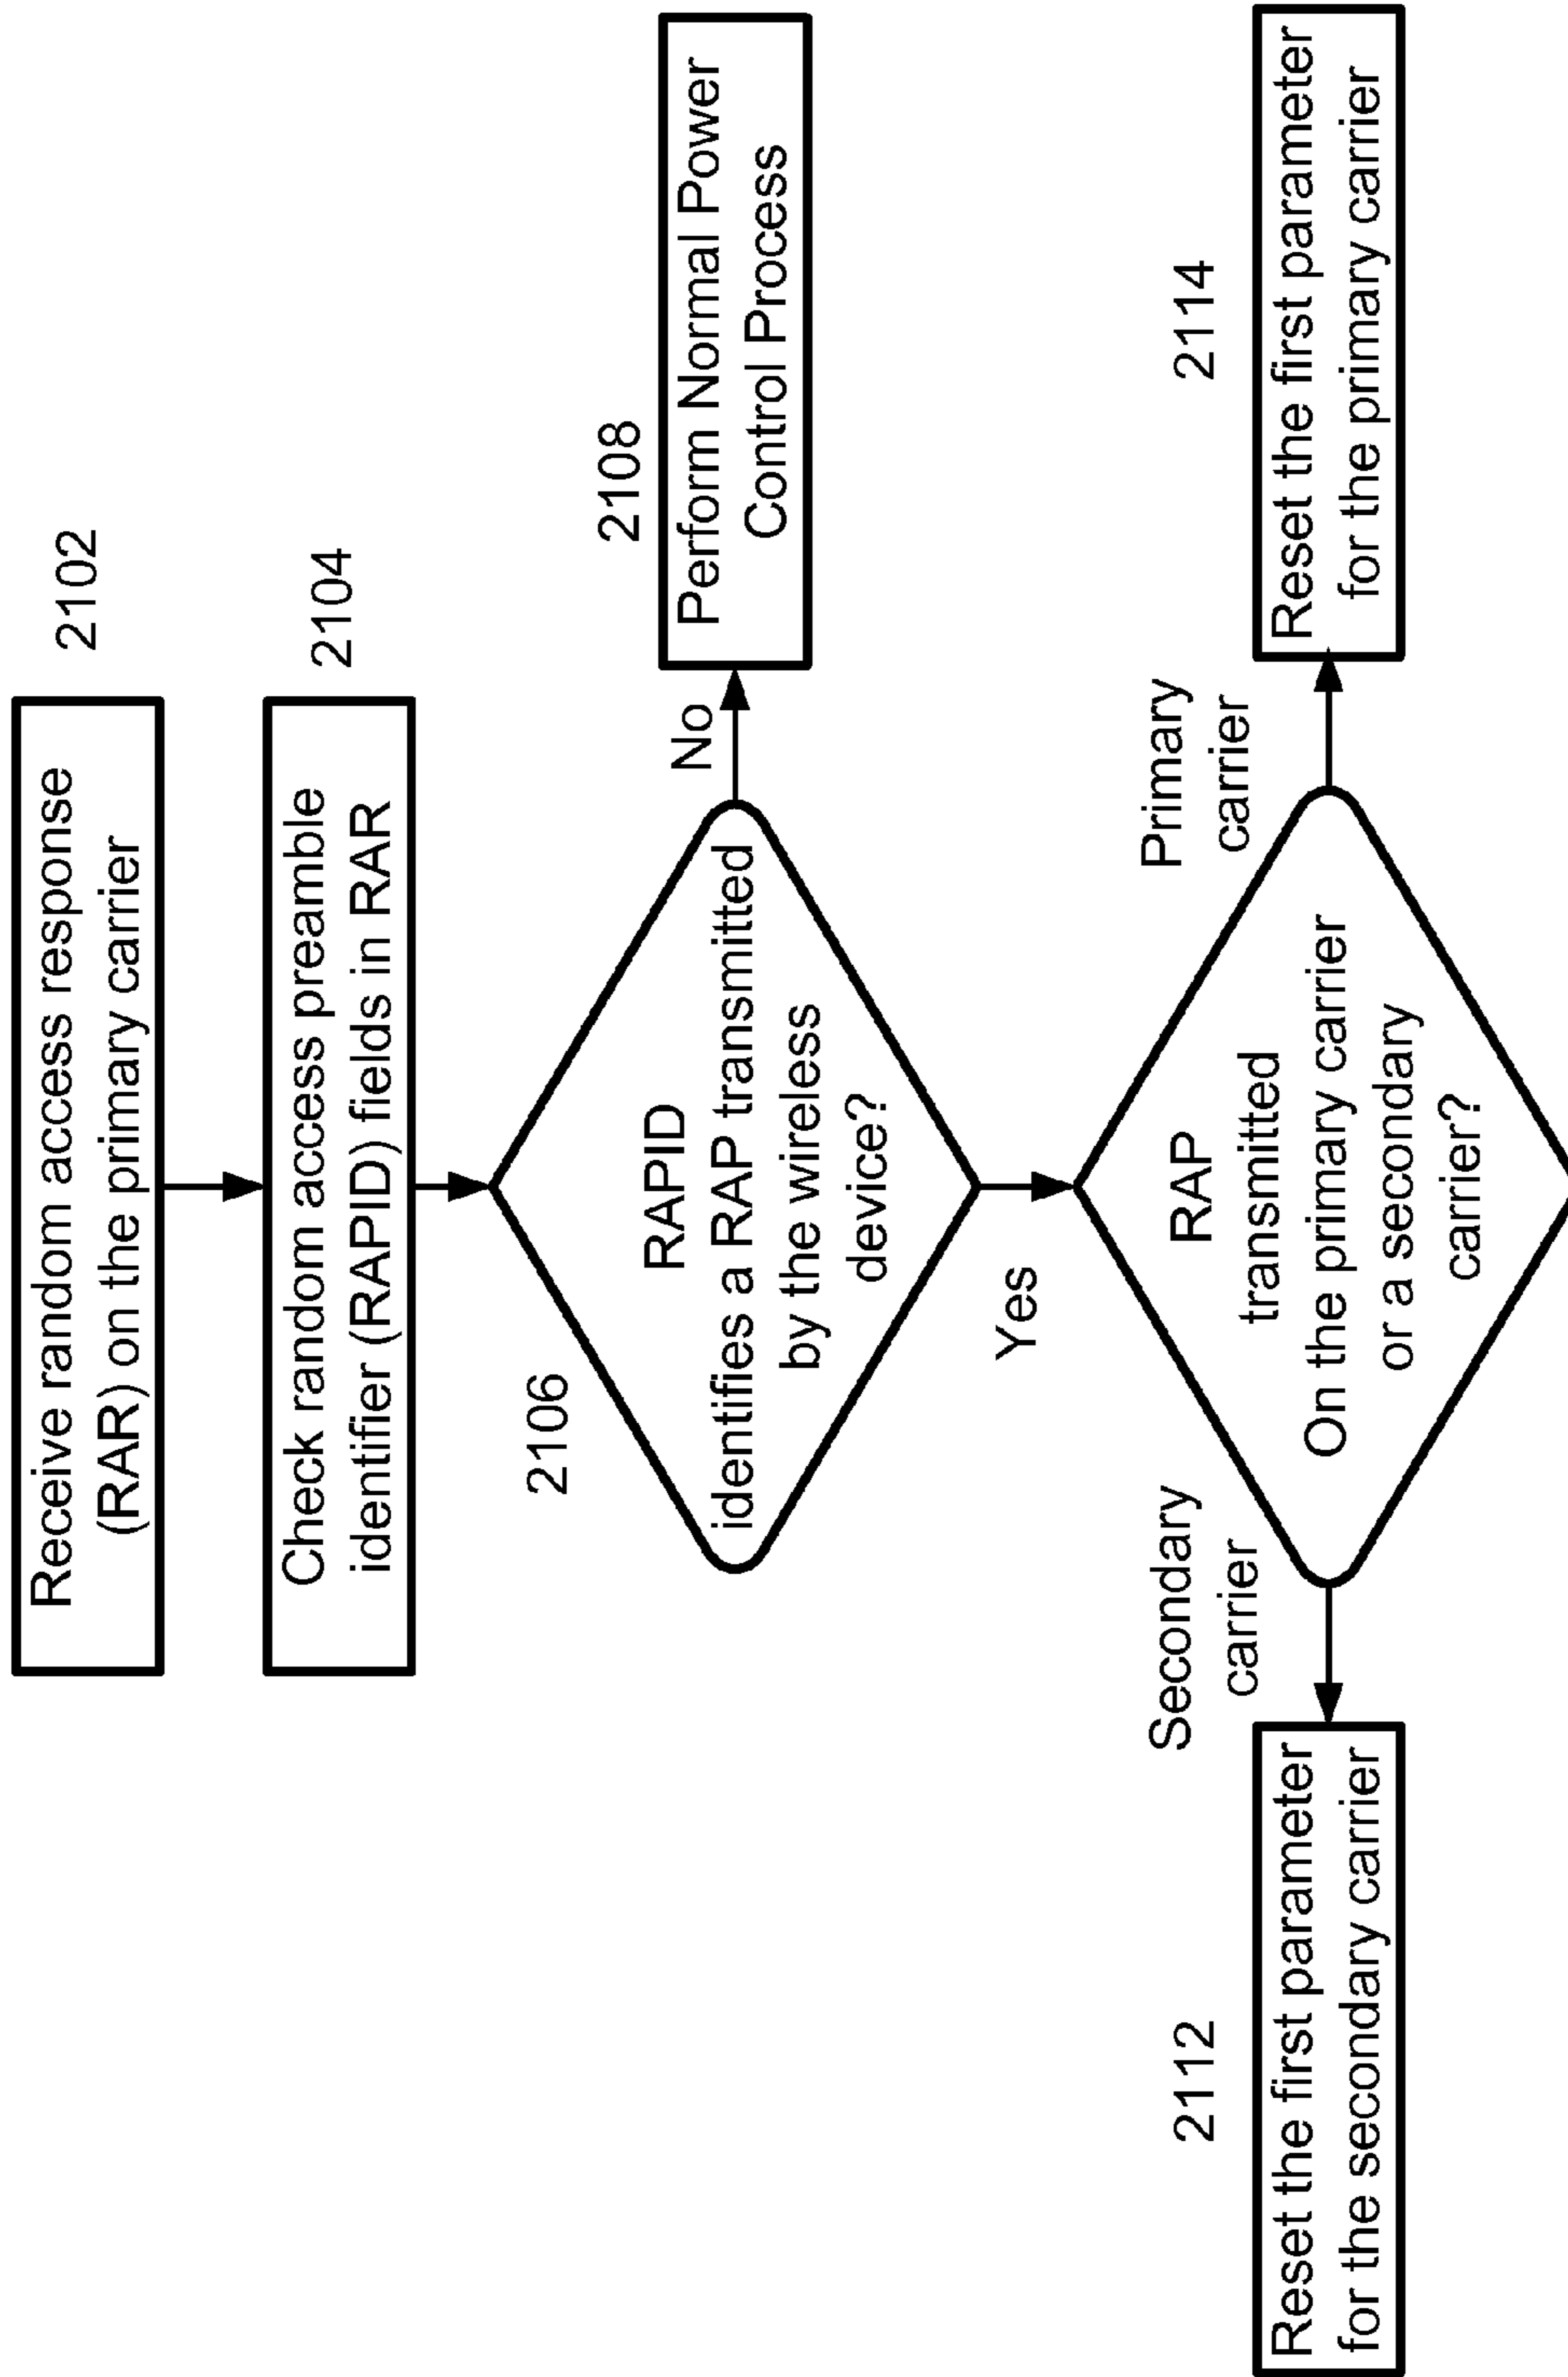 2102
Receive random access response
(RAR) on the primary carrier
2104
Check random access preamble
identifier (RAPID) fields in RAR
2106
RAPID
identifies a RAP transmitted
by the wireless
device?
No
2108
Perform Normal Power
Control Process
Yes
RAP
transmitted
On the primary carrier
or a secondary
carrier?
Secondary
carrier
2112
Reset the first parameter
for the secondary carrier
Primary
carrier
2114
Reset the first parameter
for the primary carrier